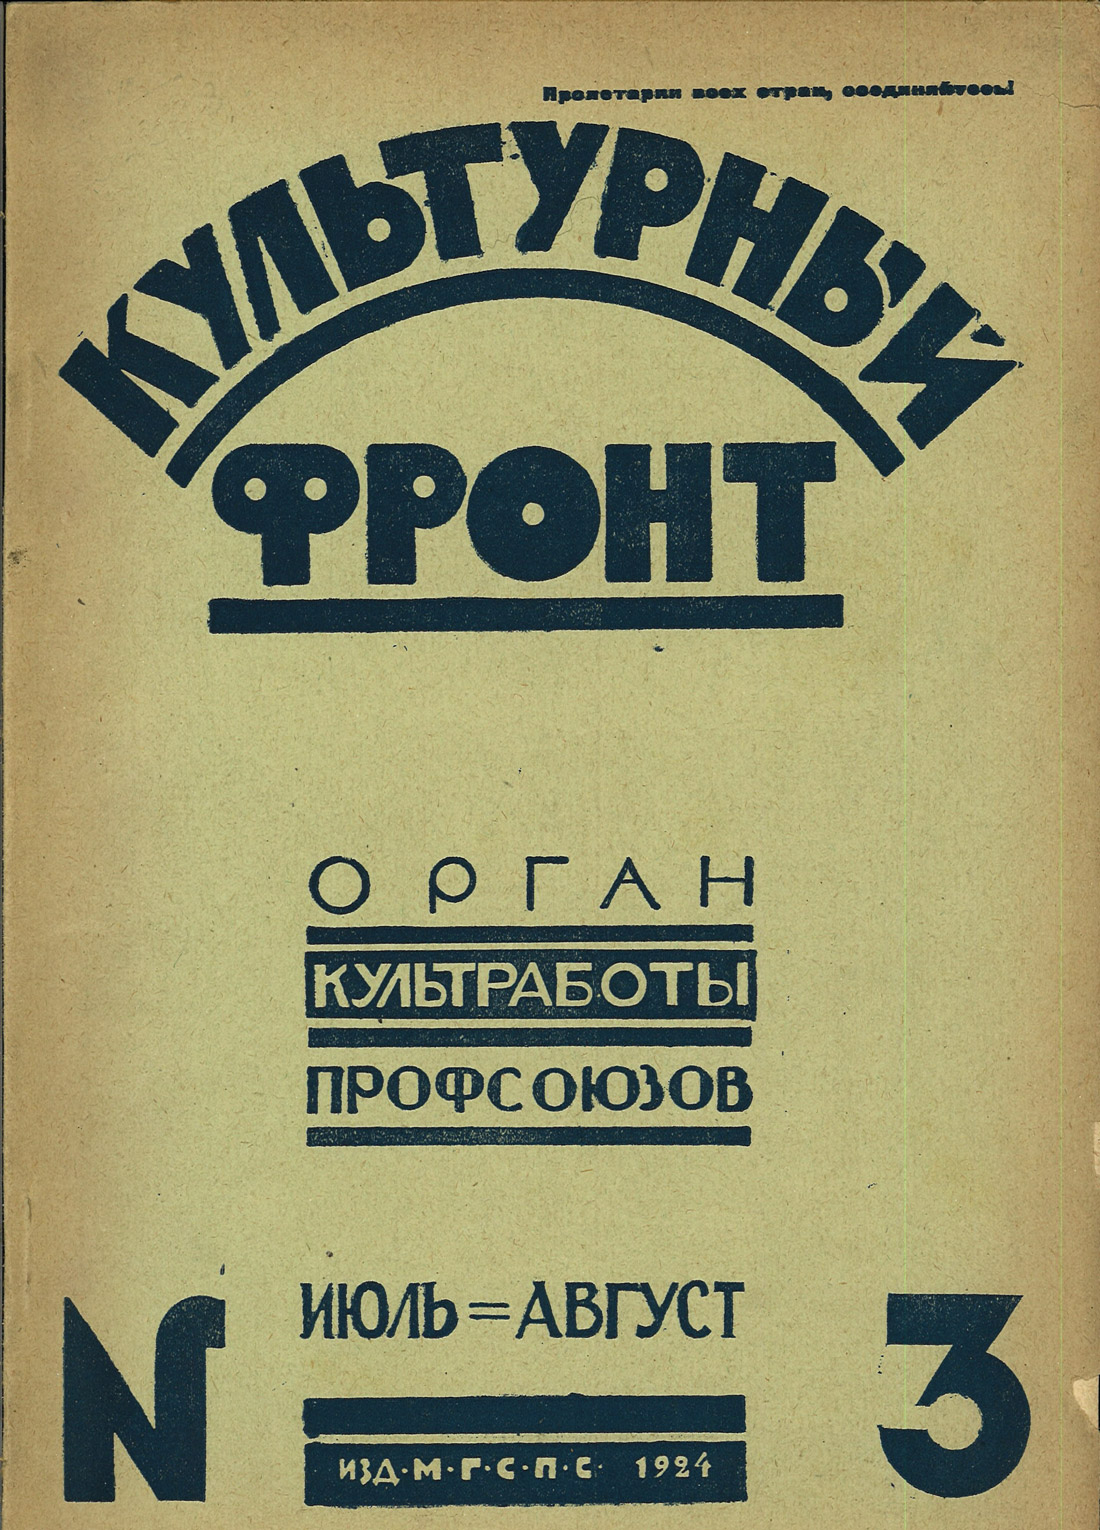 Пролетарии всех стран, соединяйтесь!
КУЛЬТУРНЫЙ
ФРОНТ
ОРГАН
КУЛЬТРАБОТЫ
ПРОФСОЮЗОВ
ИЮЛЬ=АВГУСТ
N 3
ИЗД·М·Г·С·П·С· 1924